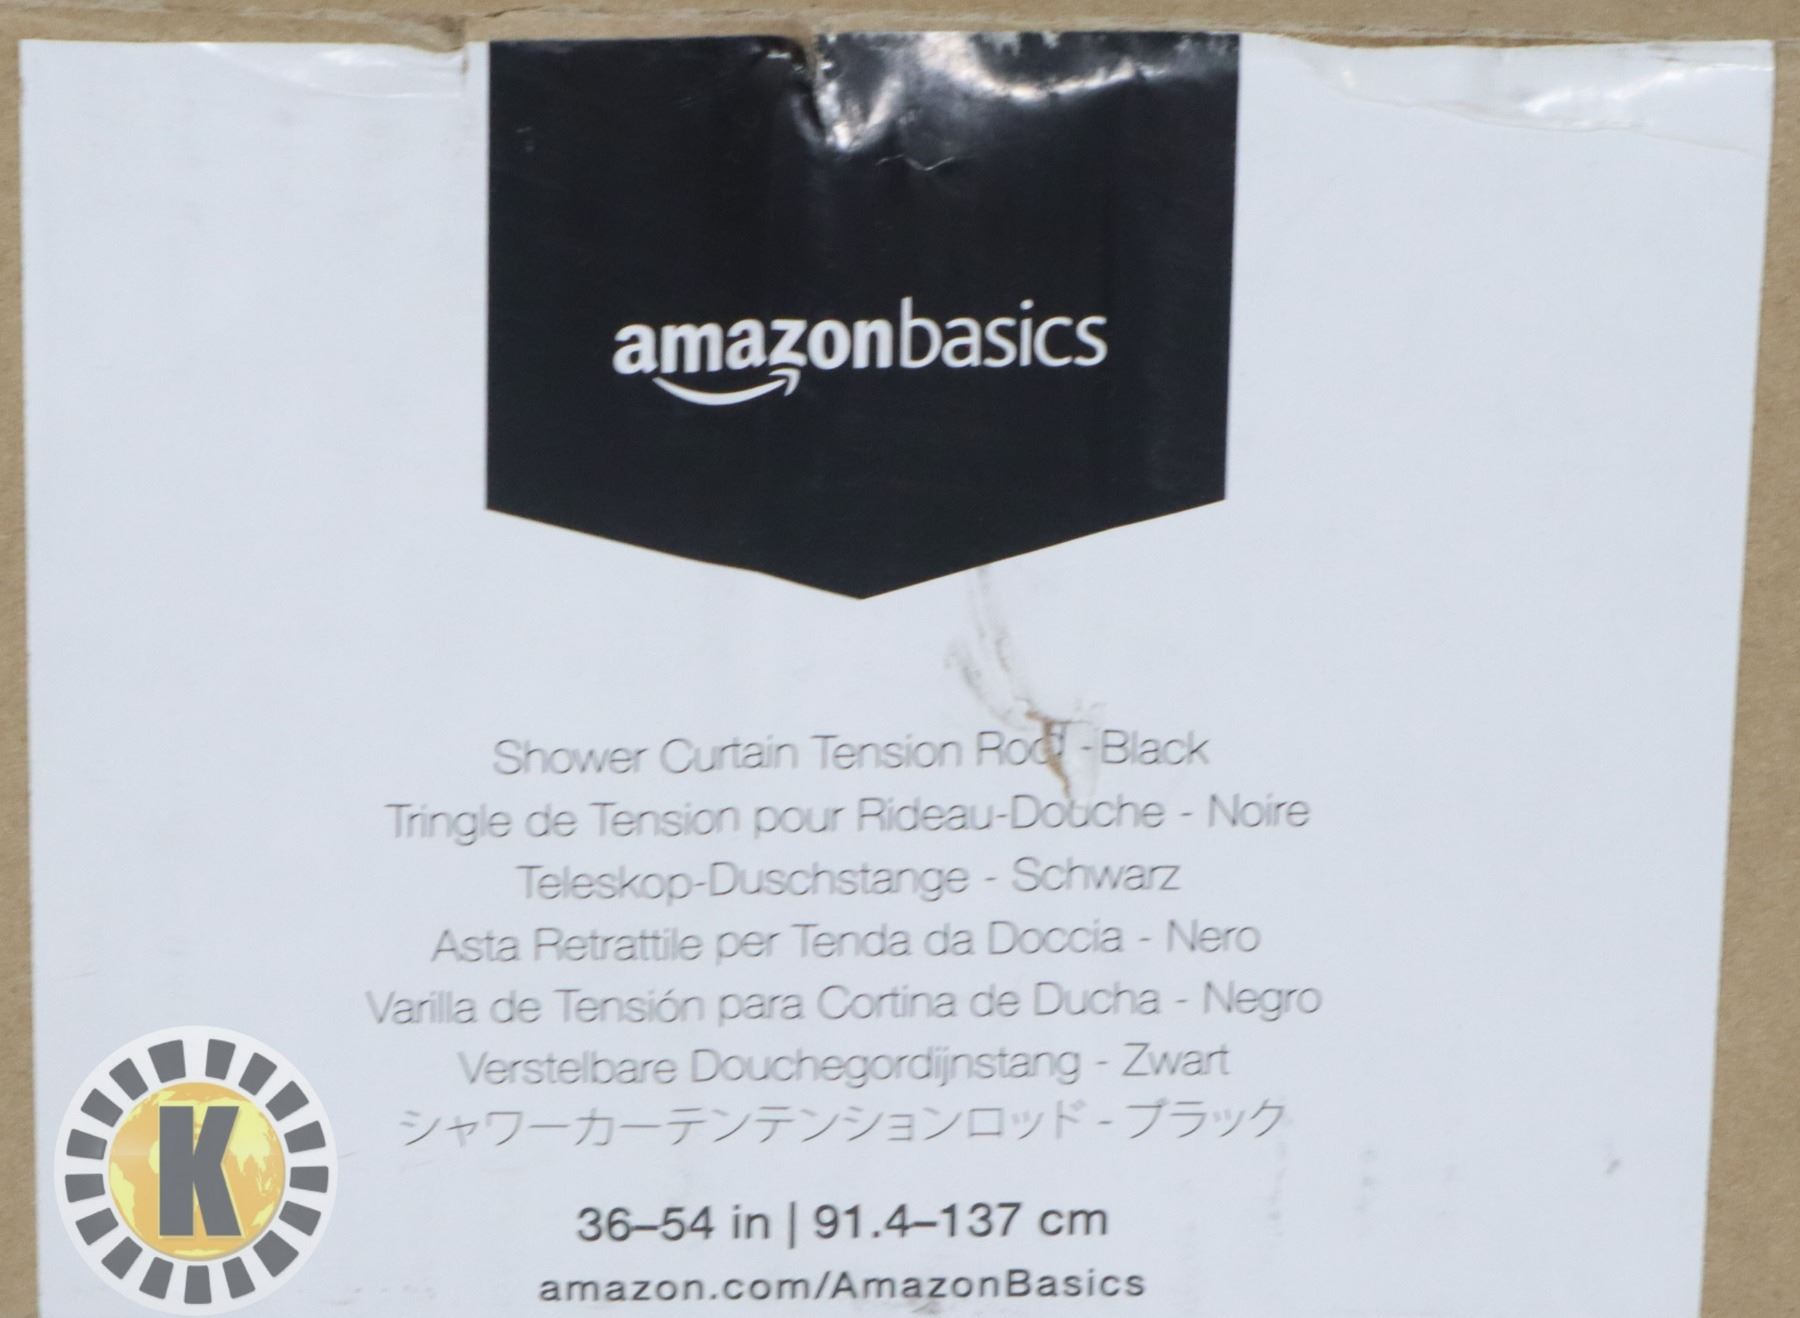 amazonbasics
Shower Curtain Tension Rod - Black
Tringle de Tension pour Rideau-Douche - Noire
Teleskop-Duschstange - Schwarz
Asta Retrattile per Tenda da Doccia - Nero
Varilla de Tensión para Cortina de Ducha - Negro
Verstelbare Douchegordijnstang - Zwart
シャワーカーテンテンションロッド - ブラック
36–54 in | 91.4–137 cm
amazon.com/AmazonBasics
K